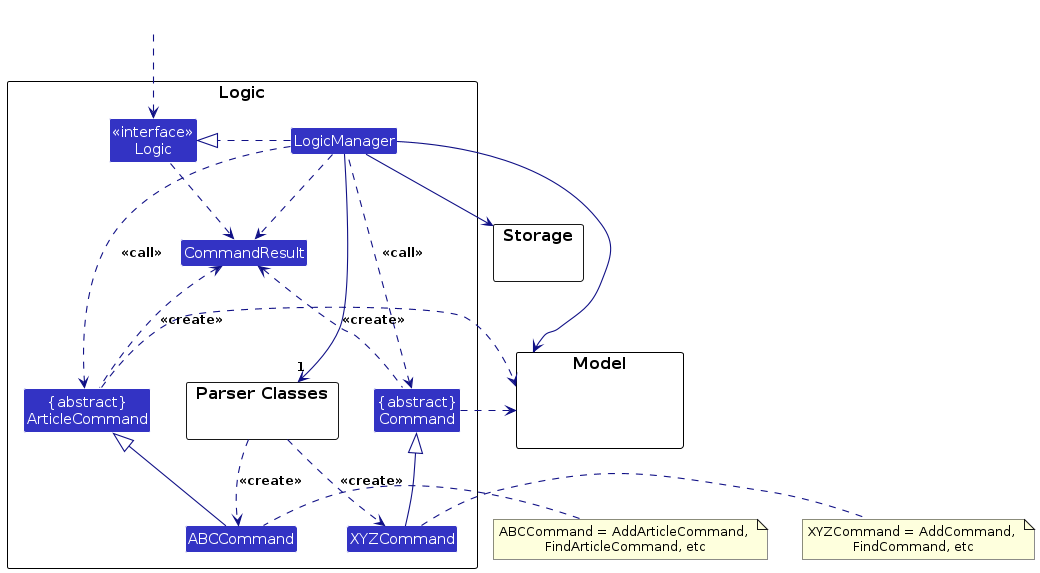 Logic
«interface»
Logic
LogicManager
Storage
«call»
CommandResult
«call»
«create»
«create»
1
Model
{abstract}
ArticleCommand
Parser Classes
{abstract}
Command
«create»
«create»
ABCCommand
XYZCommand
ABCCommand = AddArticleCommand,
FindArticleCommand, etc
XYZCommand = AddCommand,
FindCommand, etc